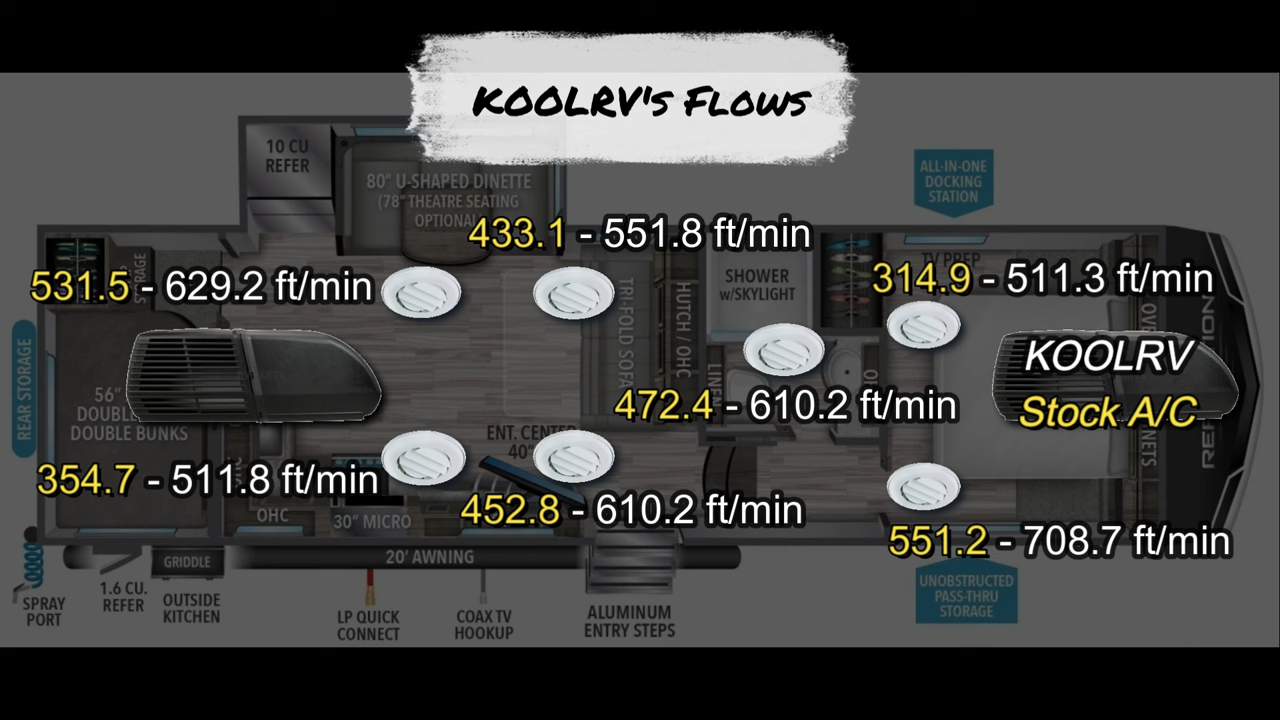 KOOLRV's Flows
10 CU
REFER
80" U-SHAPED DINETTE
(78" THEATRE SEATING
OPTIONAL)
ALL-IN-ONE
DOCKING
STATION
433.1 - 551.8 ft/min
531.5 - 629.2 ft/min
STORAGE
SHOWER
w/SKYLIGHT
TV PREP
314.9 - 511.3 ft/min
TRI-FOLD SOFA
HUTCH / OHC
REAR STORAGE
56"
DOUBLE
DOUBLE BUNKS
KOOLRV
Stock A/C
472.4 - 610.2 ft/min
LINEN
ENT. CENTER
40"
354.7 - 511.8 ft/min
OHC
30" MICRO
452.8 - 610.2 ft/min
551.2 - 708.7 ft/min
20' AWNING
GRIDDLE
SPRAY
PORT
1.6 CU.
REFER
OUTSIDE
KITCHEN
LP QUICK
CONNECT
COAX TV
HOOKUP
ALUMINUM
ENTRY STEPS
UNOBSTRUCTED
PASS-THRU
STORAGE